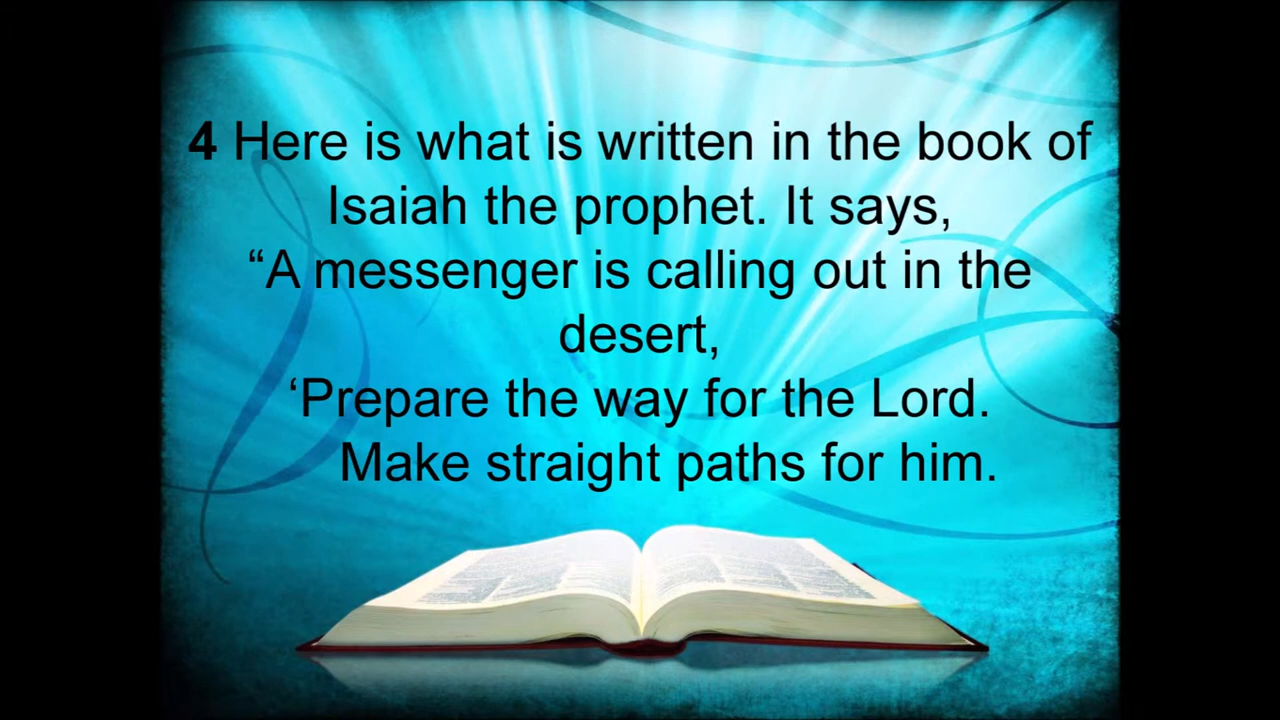 4 Here is what is written in the book of
Isaiah the prophet. It says,
“A messenger is calling out in the
desert,
‘Prepare the way for the Lord.
Make straight paths for him.